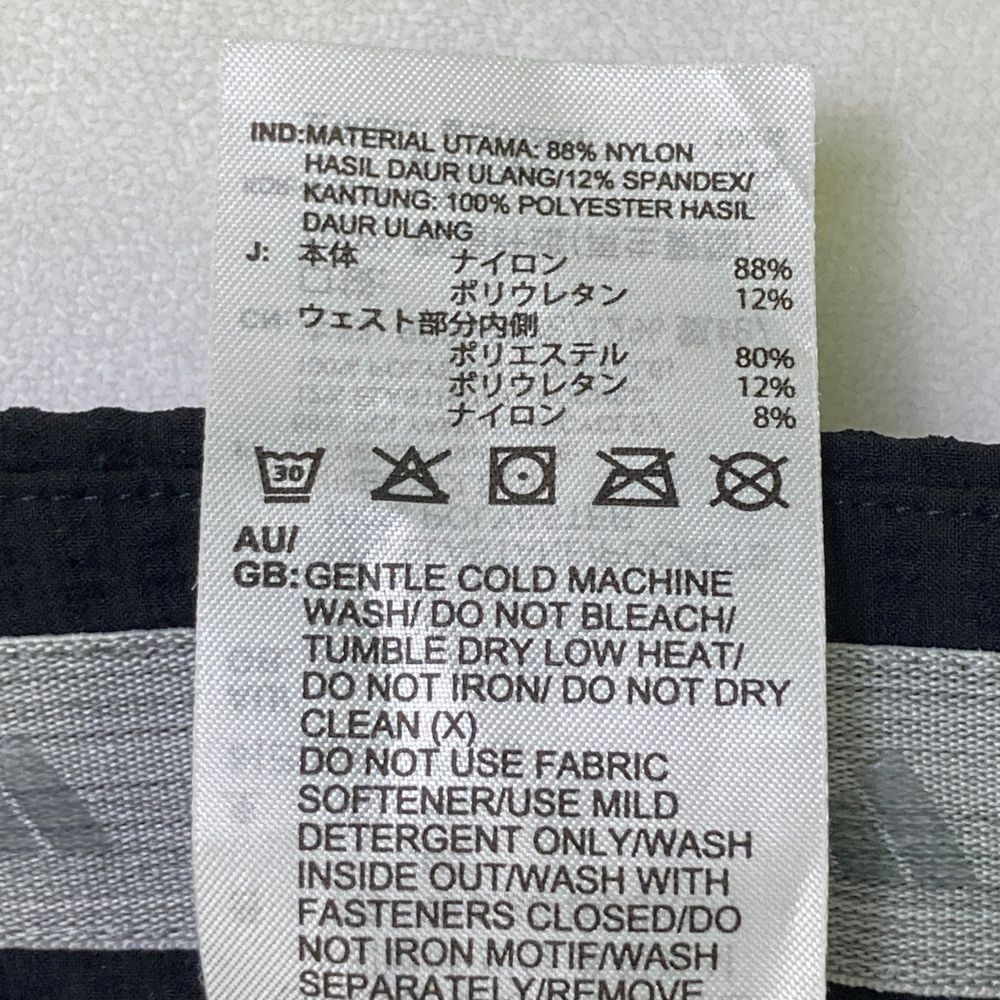 IND:MATERIAL UTAMA: 88% NYLON
HASIL DAUR ULANG/12% SPANDEX/
KANTUNG: 100% POLYESTER HASIL
DAUR ULANG
J: 本体 ナイロン 88%
ポリウレタン 12%
ウェスト部分内側
ポリエステル 80%
ポリウレタン 12%
ナイロン 8%
30
AU/
GB:GENTLE COLD MACHINE
WASH/ DO NOT BLEACH/
TUMBLE DRY LOW HEAT/
DO NOT IRON/ DO NOT DRY
CLEAN (X)
DO NOT USE FABRIC
SOFTENER/USE MILD
DETERGENT ONLY/WASH
INSIDE OUT/WASH WITH
FASTENERS CLOSED/DO
NOT IRON MOTIF/WASH
SEPARATELY/REMOVE